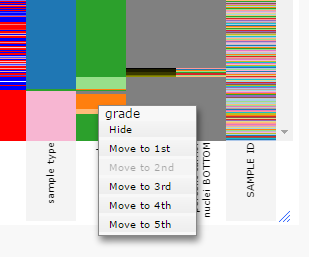 grade
Hide
Move to 1st
Move to 2nd
Move to 3rd
Move to 4th
Move to 5th
sample type
nuclei BOTTOM
SAMPLE ID